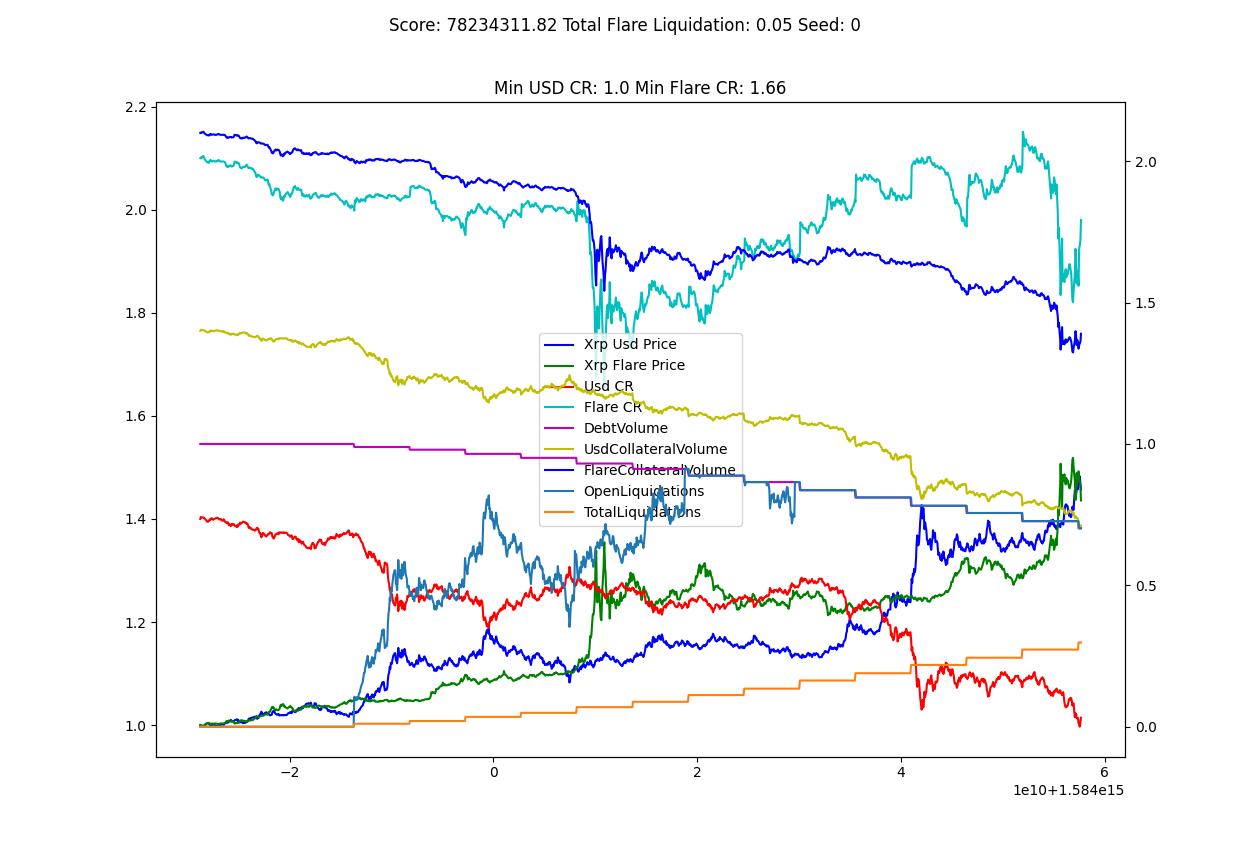 Score: 78234311.82 Total Flare Liquidation: 0.05 Seed: 0
Min USD CR: 1.0 Min Flare CR: 1.66
2.2
2.0
1.8
1.6
1.4
1.2
1.0
2.0
1.5
1.0
0.5
0.0
Xrp Usd Price
Xrp Flare Price
Usd CR
Flare CR
DebtVolume
UsdCollateralVolume
FlareCollateralVolume
OpenLiquidations
TotalLiquidations
−2 0 2 4 6
1e10+1.584e15